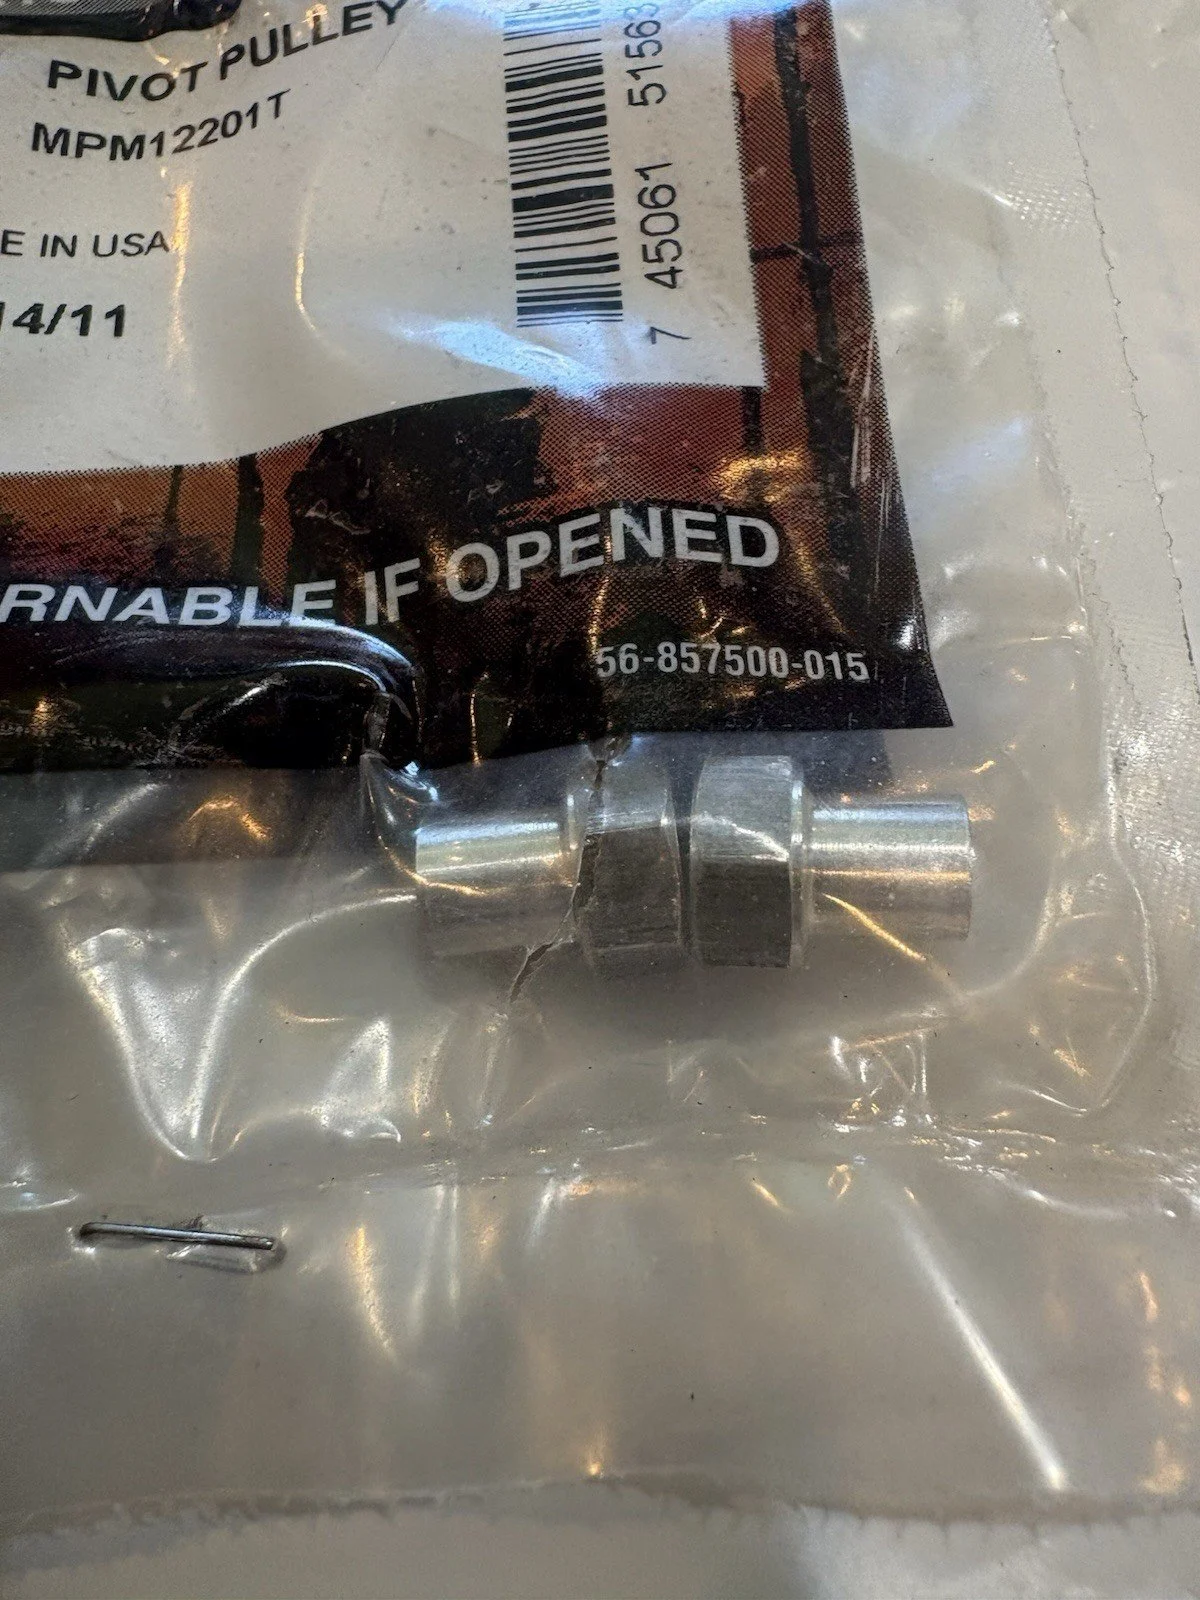 PIVOT PULLEY
MPM12201T
E IN USA
14/11
7 45061 51563
RNABLE IF OPENED
56-857500-015